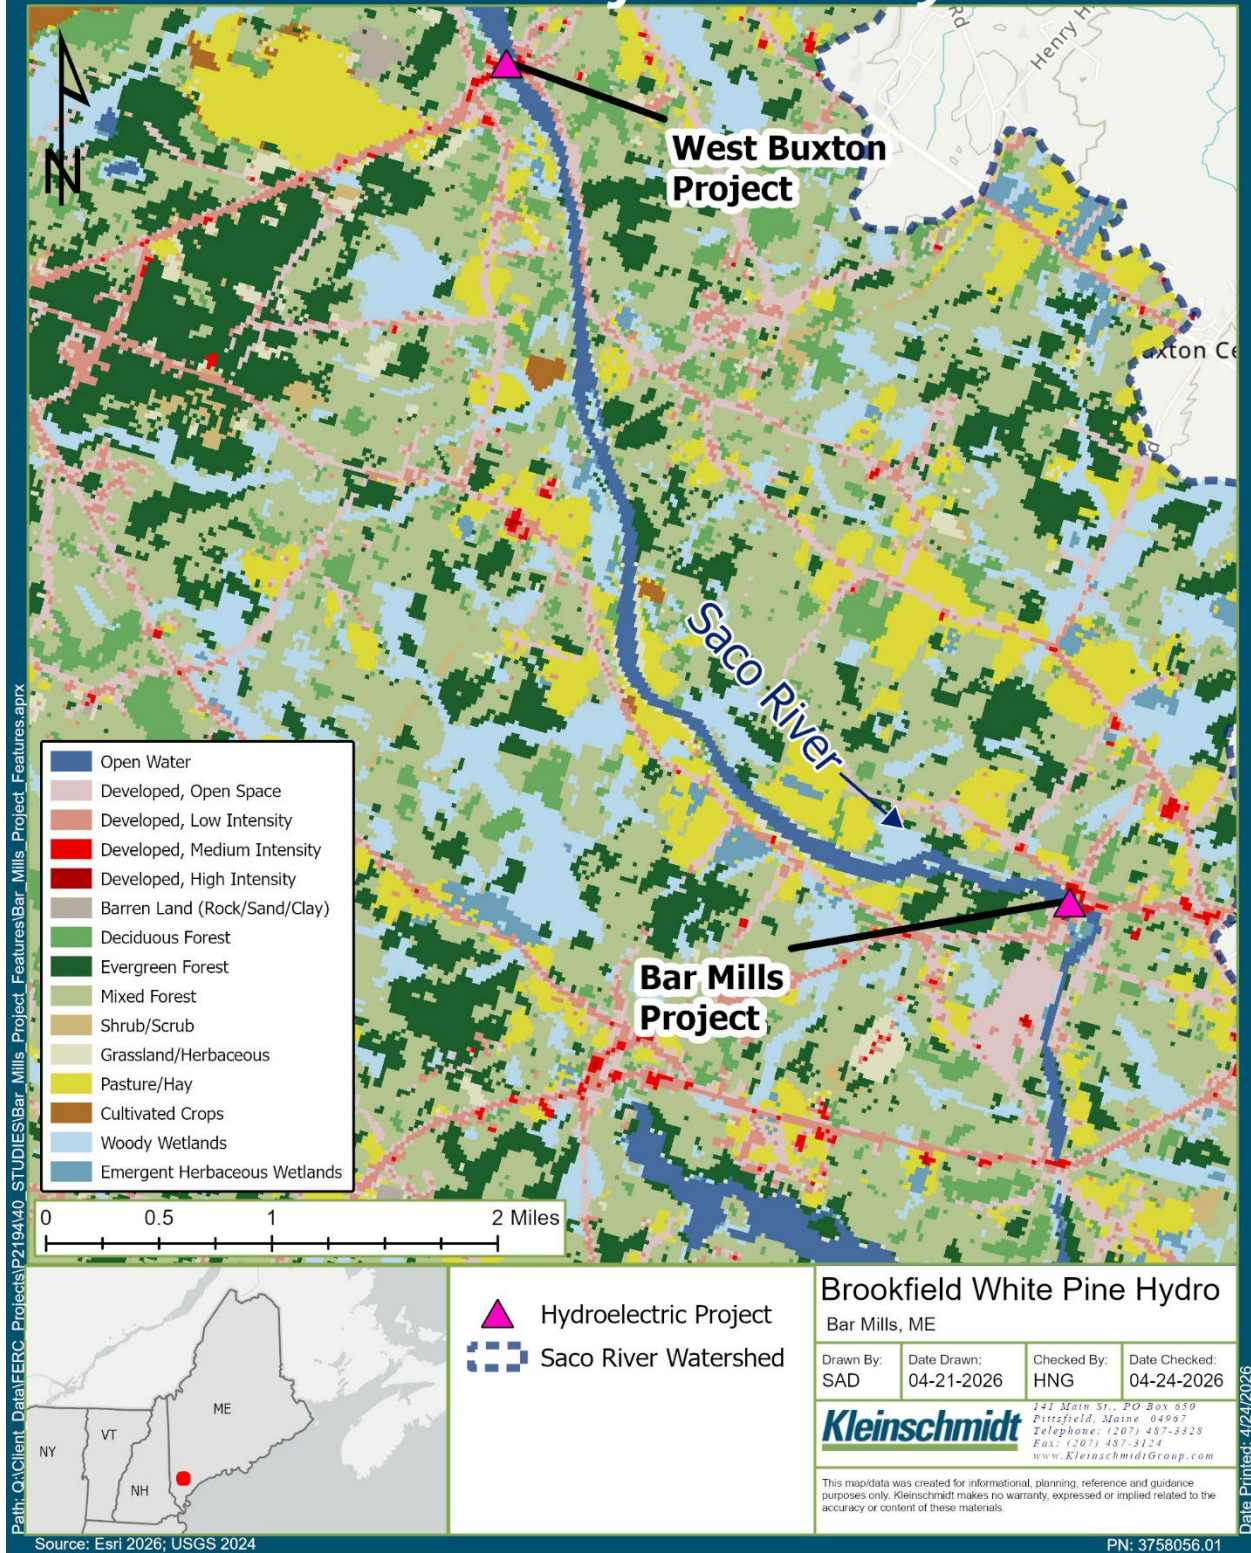 Rd
Henry H
N
West Buxton
Project
uxton Ce
Rd
Saco River
Bar Mills
Project
Open Water
Developed, Open Space
Developed, Low Intensity
Developed, Medium Intensity
Developed, High Intensity
Barren Land (Rock/Sand/Clay)
Deciduous Forest
Evergreen Forest
Mixed Forest
Shrub/Scrub
Grassland/Herbaceous
Pasture/Hay
Cultivated Crops
Woody Wetlands
Emergent Herbaceous Wetlands
0 0.5 1 2 Miles
Path: Q:\Client_Data\FERC_Projects\P2194\40_STUDIES\Bar_Mills_Project_Features\Bar_Mills_Project_Features.aprx
ME
VT
NY
NH
Hydroelectric Project
Saco River Watershed
Brookfield White Pine Hydro
Bar Mills, ME
Drawn By: Date Drawn: Checked By: Date Checked:
SAD 04-21-2026 HNG 04-24-2026
Kleinschmidt
141 Main St., PO Box 650
Pittsfield, Maine 04967
Telephone: (207) 487-3328
Fax: (207) 487-3124
www.KleinschmidtGroup.com
This map/data was created for informational, planning, reference and guidance
purposes only. Kleinschmidt makes no warranty, expressed or implied related to the
accuracy or content of these materials.
Date Printed: 4/24/2026
Source: Esri 2026; USGS 2024
PN: 3758056.01